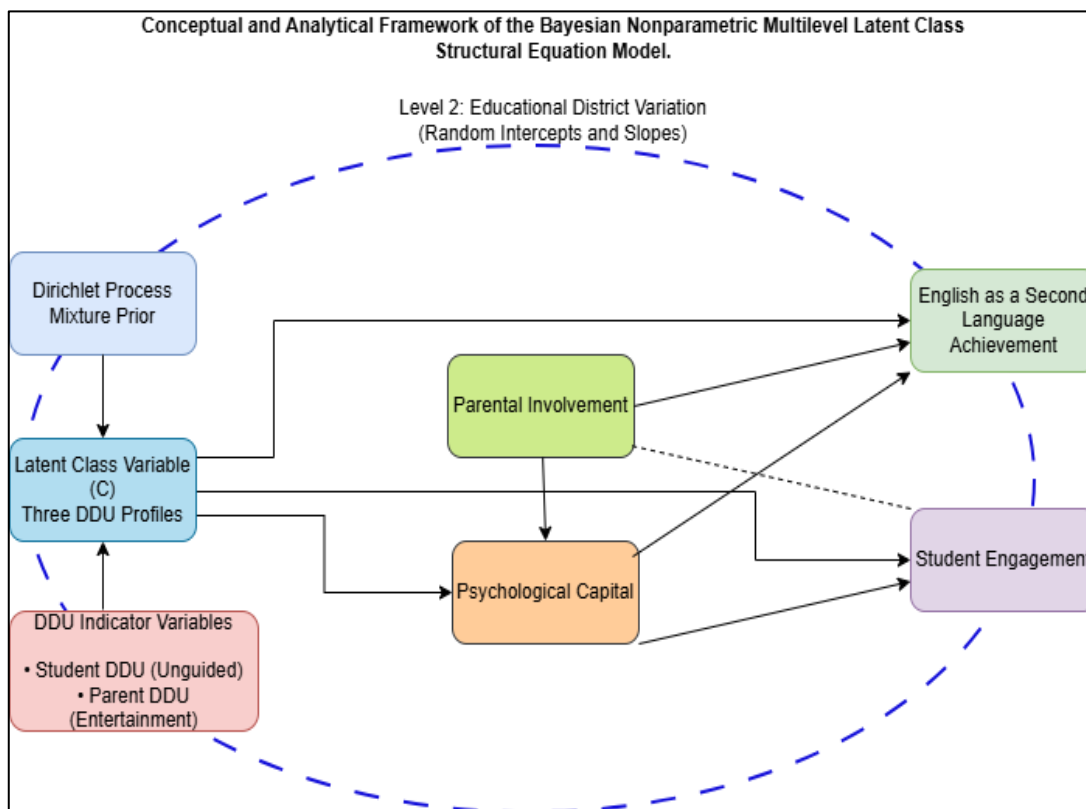 Conceptual and Analytical Framework of the Bayesian Nonparametric Multilevel Latent Class
Structural Equation Model.
Level 2: Educational District Variation
(Random Intercepts and Slopes)
Dirichlet Process
Mixture Prior
English as a Second
Language
Achievement
Parental Involvement
Latent Class Variable
(C)
Three DDU Profiles
Student Engagement
Psychological Capital
DDU Indicator Variables
• Student DDU (Unguided)
• Parent DDU
(Entertainment)